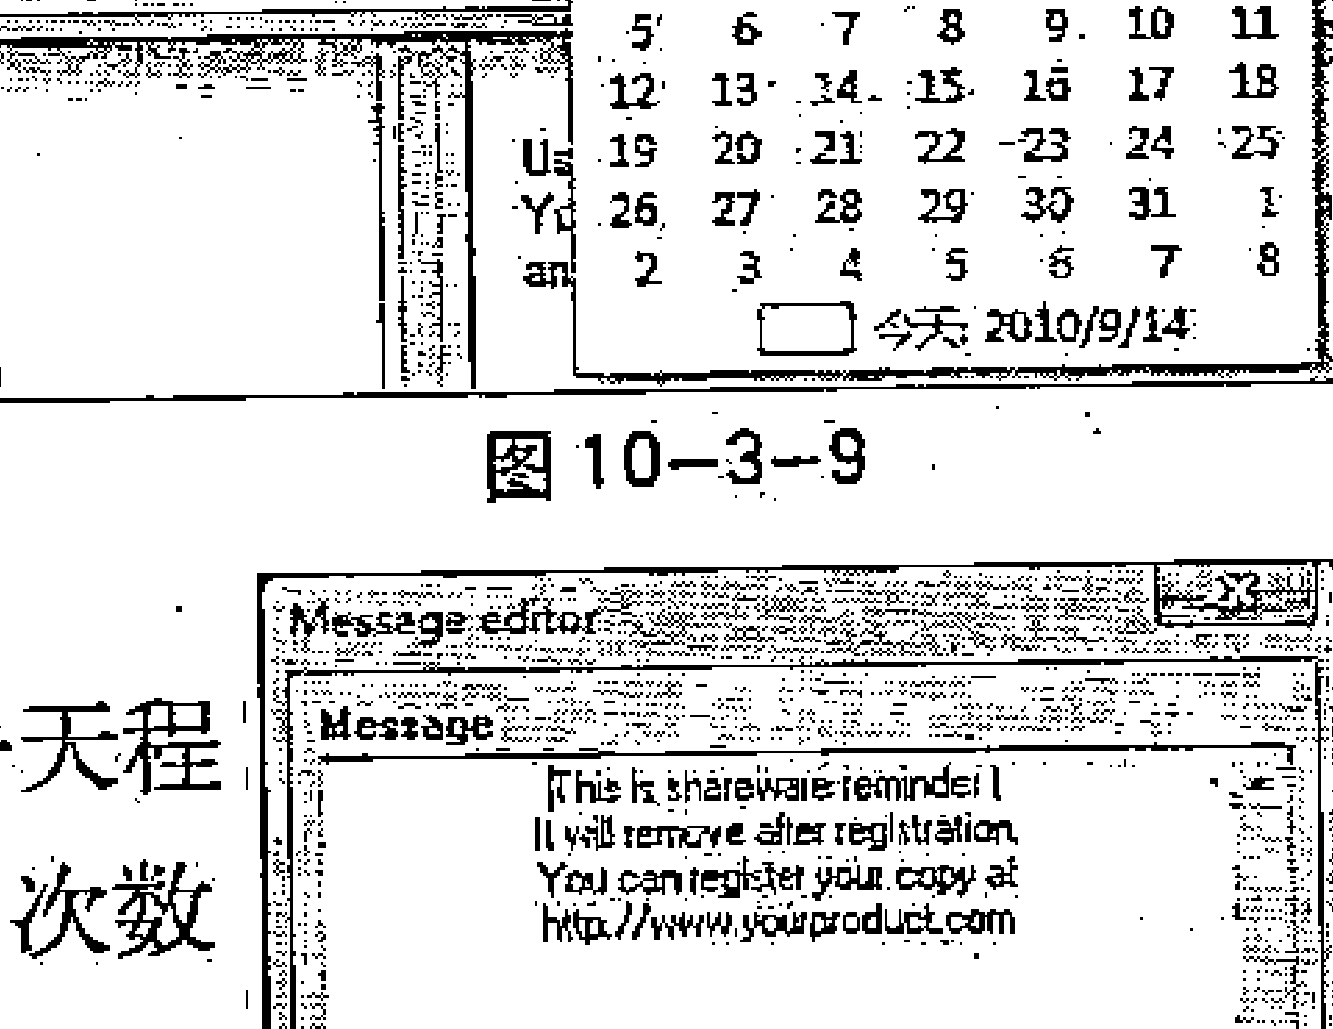 5 6 7 8 9 10 11
12 13 14 15 16 17 18
Us 19 20 21 22 23 24 25
26 27 28 29 30 31 1
an 2 3 4 5 6 7 8
今天: 2010/9/14
图 10-3-9
Message editor
天程
Message
This is shareware reminder !
It will remove after registration.
You can register your copy at
次数
http://www.yourproduct.com